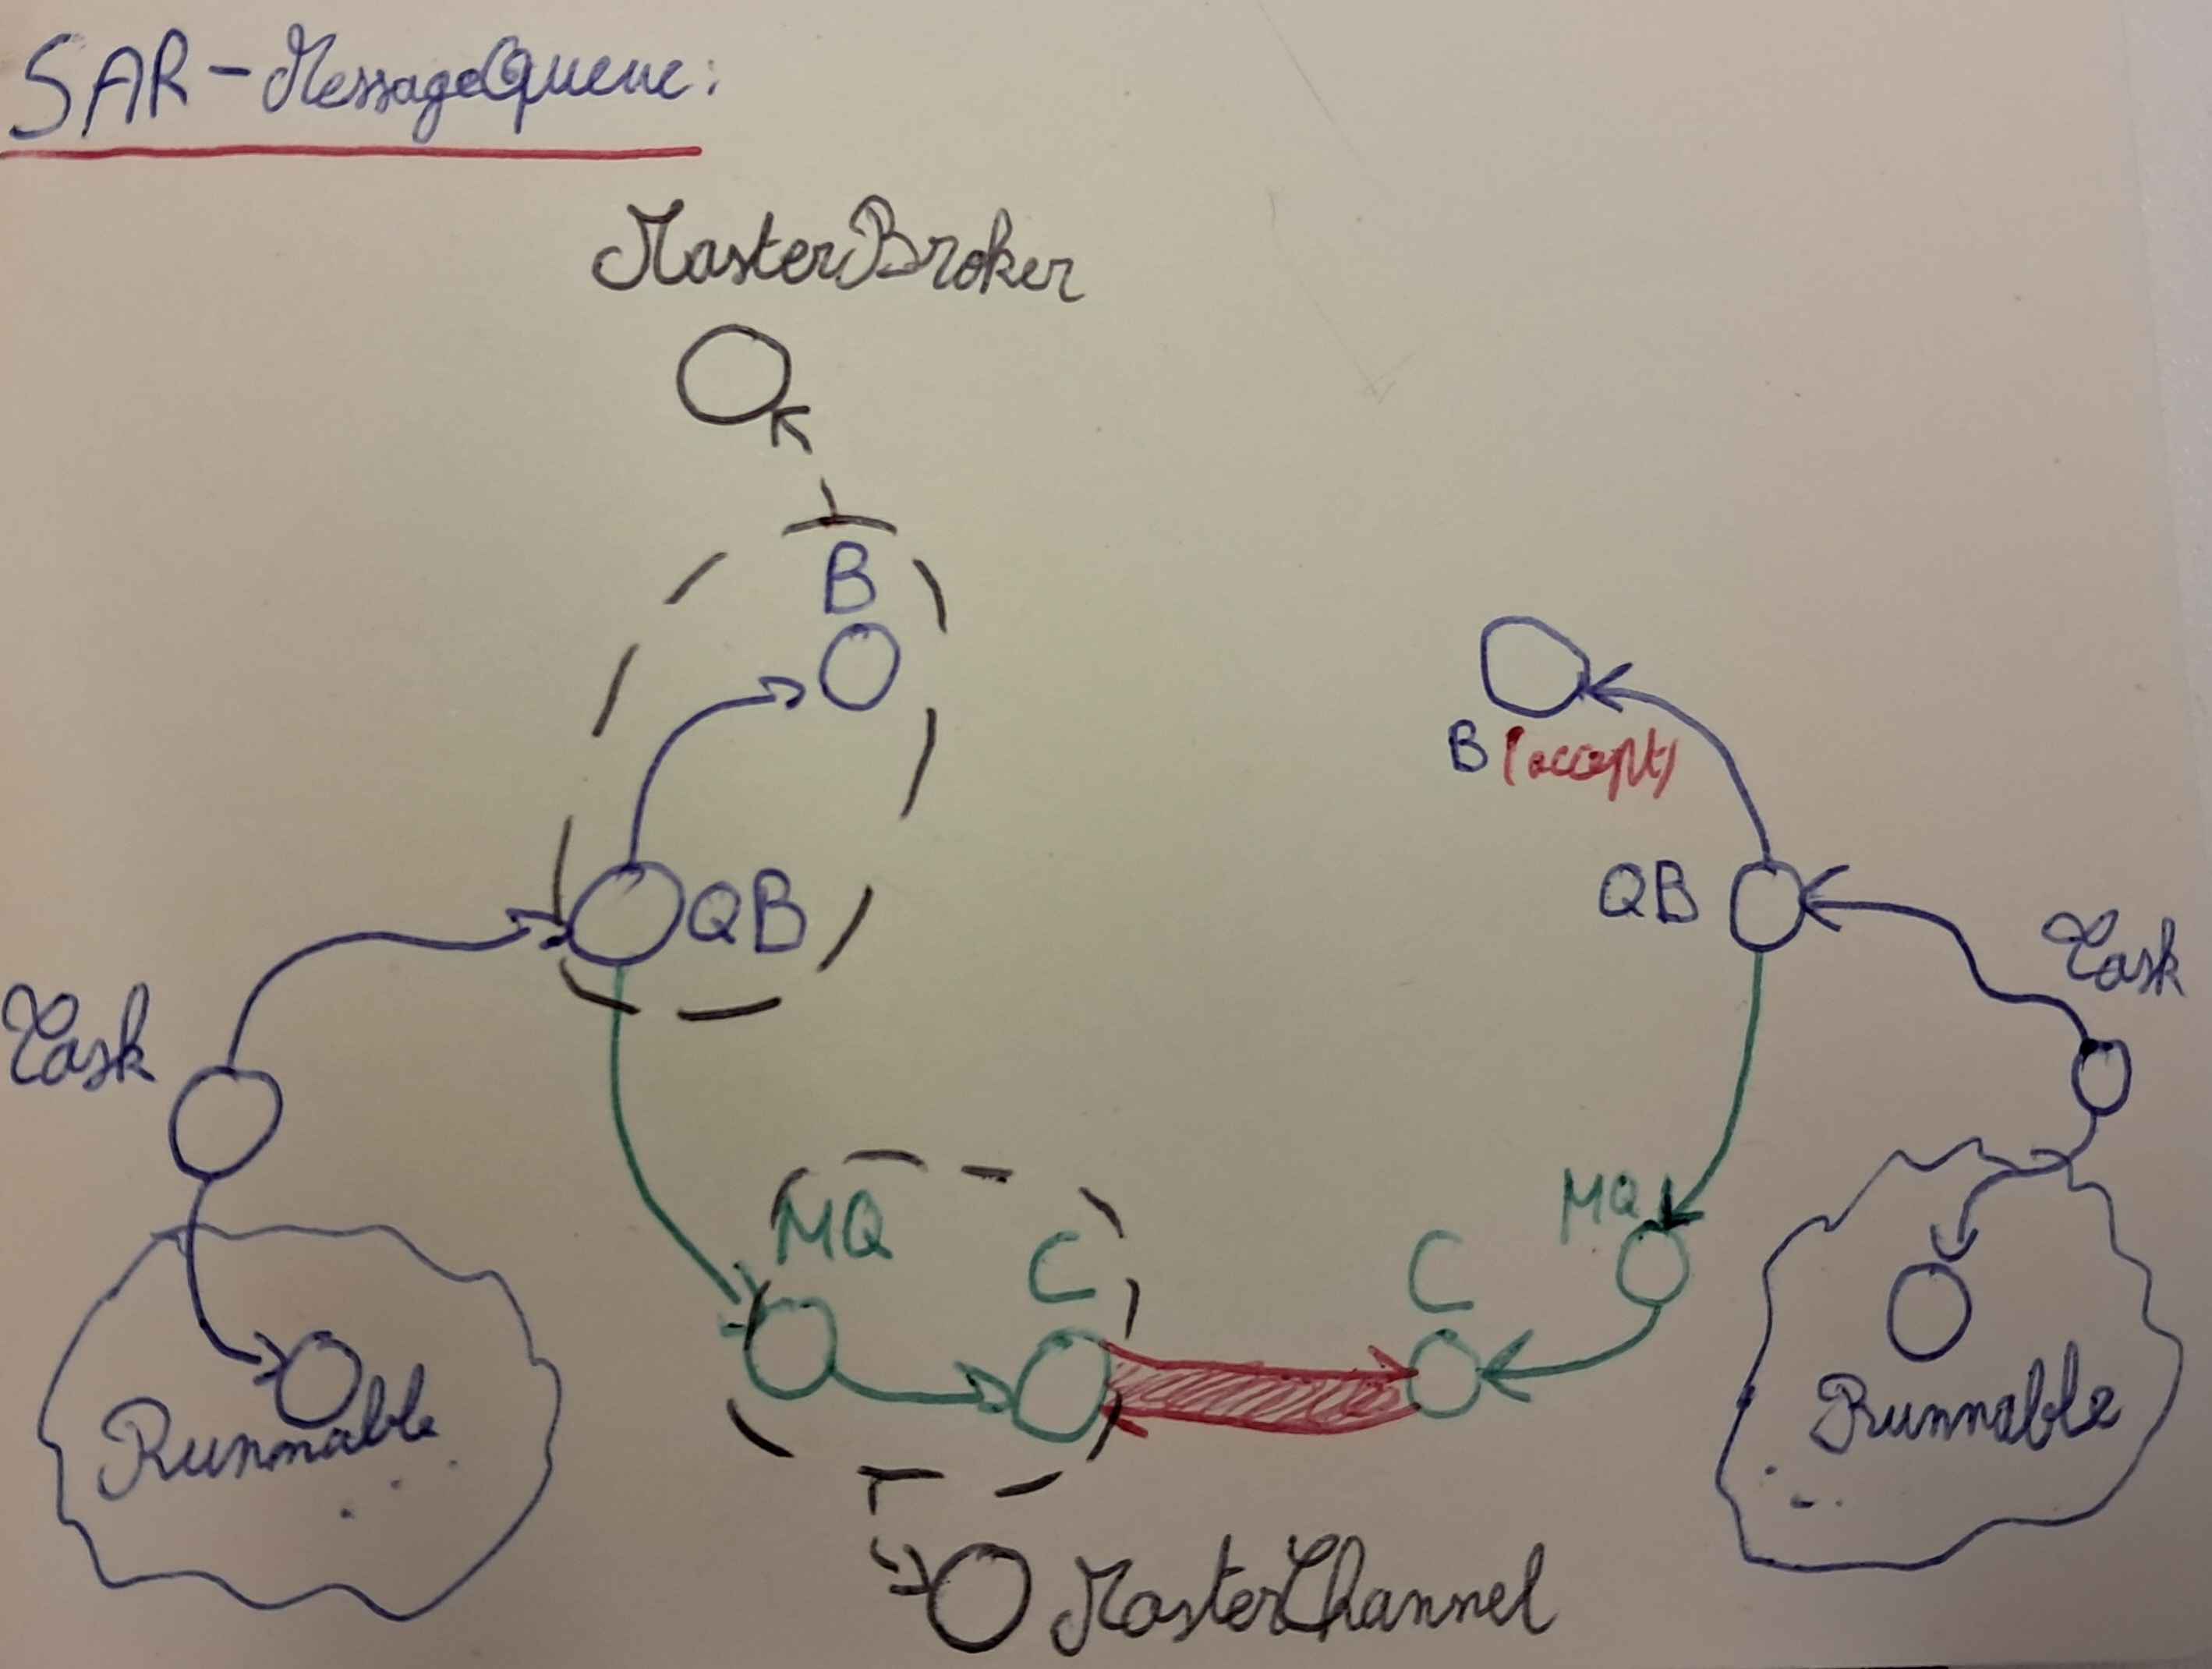 SAR - MessageQueue:
MasterBroker
B
B (accept)
QB
QB
Task
Task
MQ
C
C
MQ
Runnable
Runnable
MasterChannel